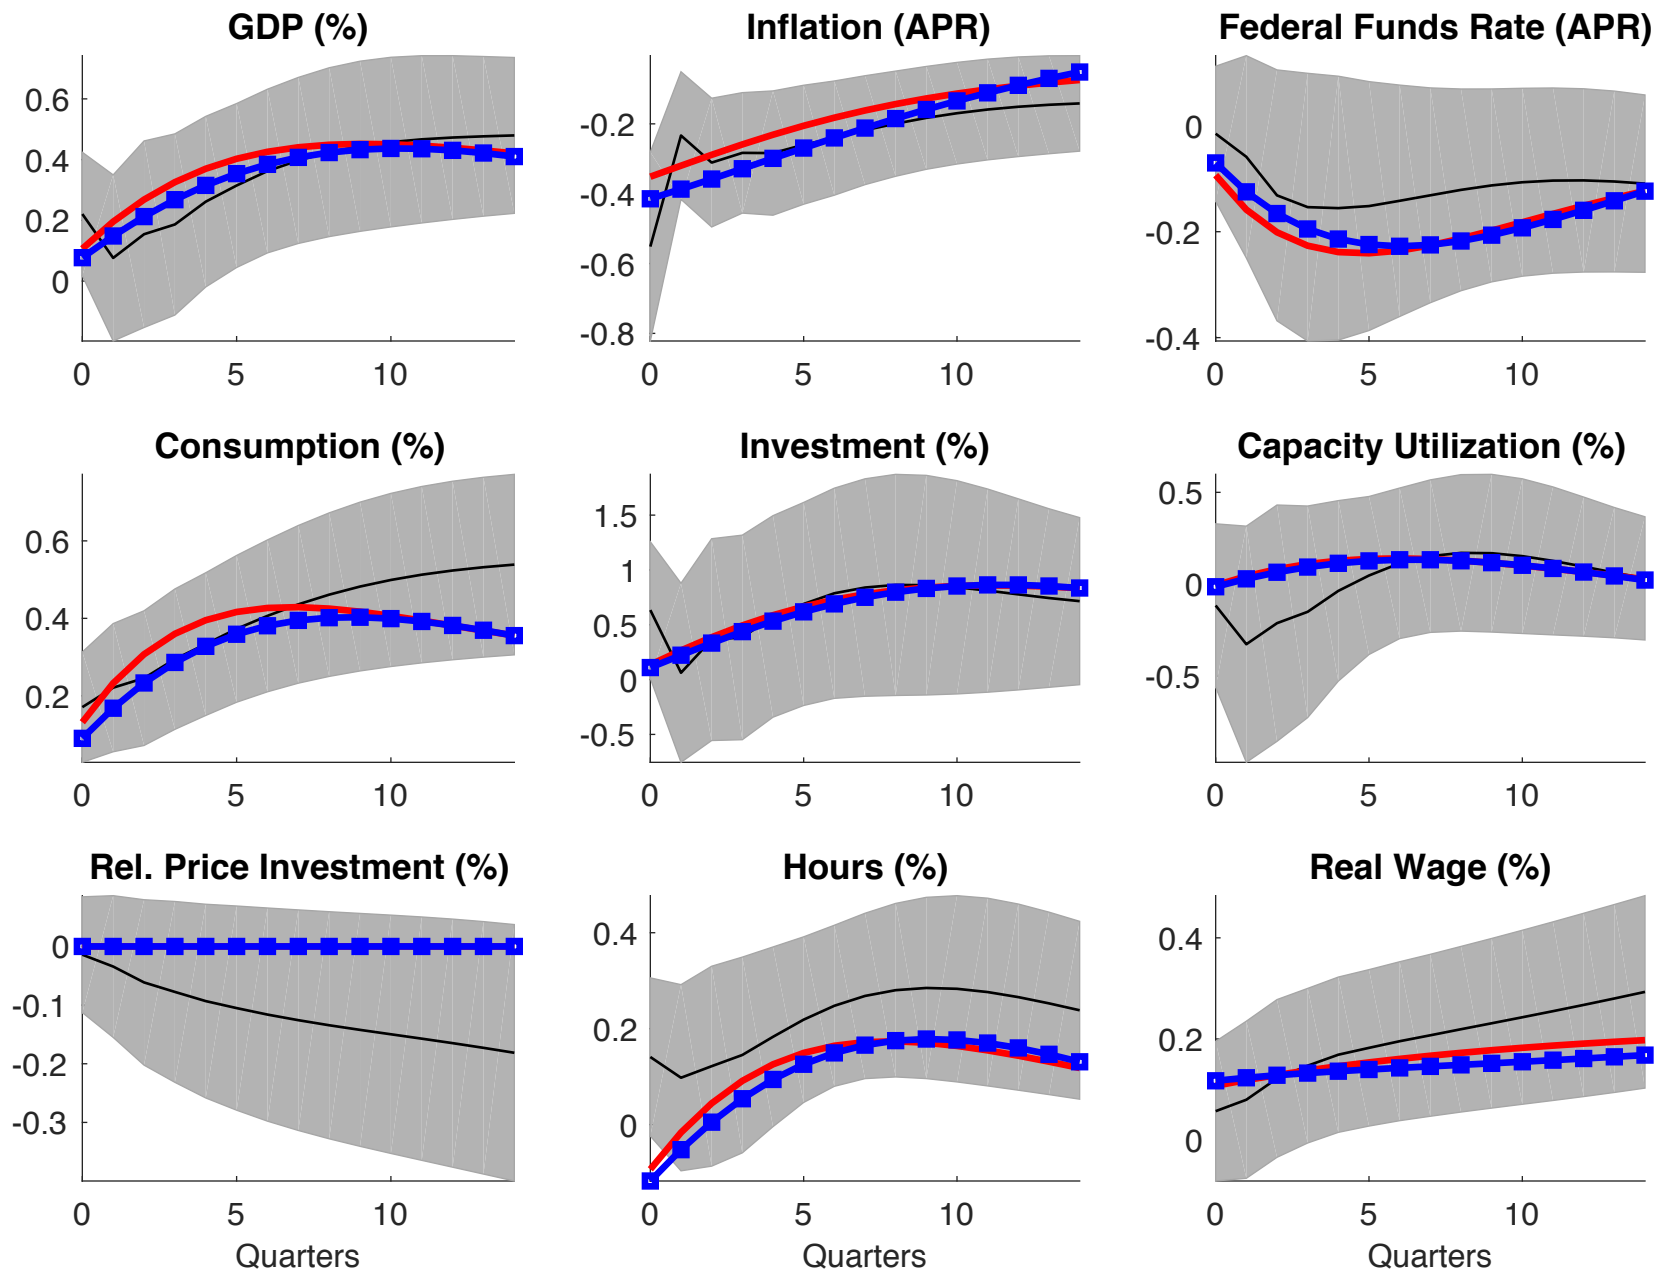 GDP (%) Inflation (APR) Federal Funds Rate (APR)
0.6
0.4
0.2
0
0 5 10
-0.2
-0.4
-0.6
-0.8
0 5 10
0
-0.2
-0.4
0 5 10
Consumption (%) Investment (%) Capacity Utilization (%)
0.6
0.4
0.2
0 5 10
1.5
1
0.5
0
-0.5
0 5 10
0.5
0
-0.5
0 5 10
Rel. Price Investment (%) Hours (%) Real Wage (%)
0
-0.1
-0.2
-0.3
0 5 10
Quarters
0.4
0.2
0
0 5 10
Quarters
0.4
0.2
0
0 5 10
Quarters